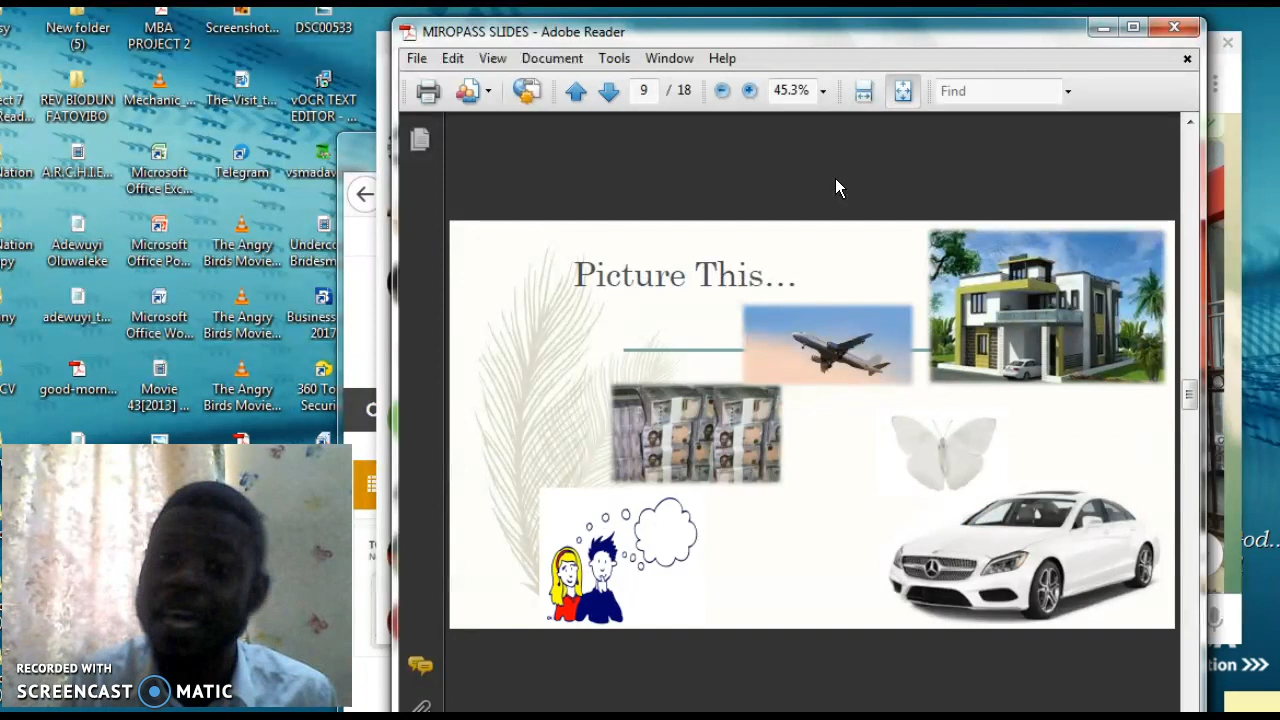 New folder
(5)
MBA
PROJECT 2
Screenshot...
DSC00533
REV BIODUN
FATOYIBO
Mechanic_...
The-Visit_t...
vOCR TEXT
EDITOR - ...
A.R.C.H.I.E...
Microsoft
Office Exc...
Telegram
vsmadav
Adewuyi
Oluwaleke
Microsoft
Office Po...
The Angry
Birds Movie...
Underco
Bridesm
adewuyi_t...
Microsoft
Office Wo...
The Angry
Birds Movie...
Business
2017
CV
good-morn...
Movie
43[2013] ...
The Angry
Birds Movie...
360 To
Securi
MIROPASS SLIDES - Adobe Reader
File Edit View Document Tools Window Help
9 / 18 45.3% Find
Picture This...
RECORDED WITH
SCREENCAST MATIC